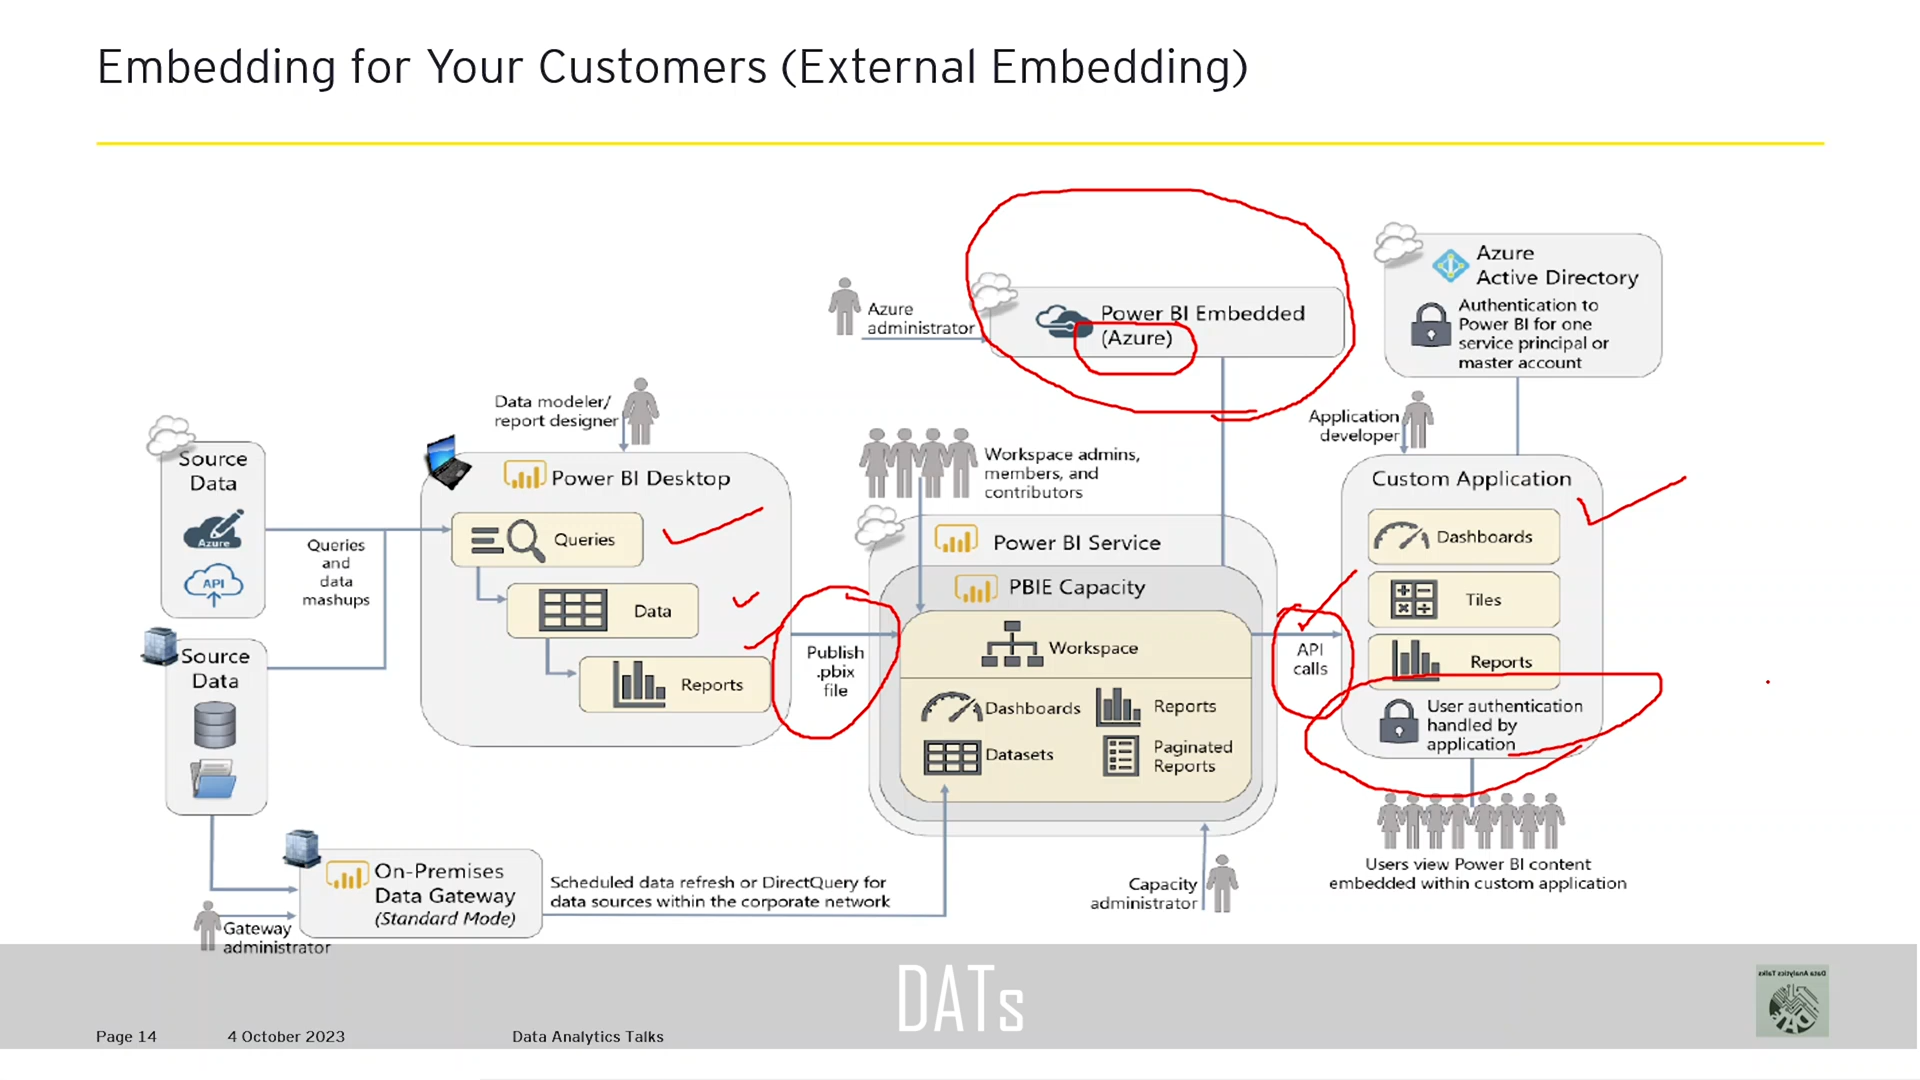 Embedding for Your Customers (External Embedding)
Azure
administrator
Power BI Embedded
(Azure)
Azure
Active Directory
Authentication to
Power BI for one
service principal or
master account
Data modeler/
report designer
Application
developer
Workspace admins,
members, and
contributors
Source
Data
Azure
API
Queries
and
data
mashups
Source
Data
Power BI Desktop
Queries
Data
Reports
Publish
.pbix
file
Power BI Service
PBIE Capacity
Workspace
Dashboards
Reports
Datasets
Paginated
Reports
API
calls
Custom Application
Dashboards
Tiles
Reports
User authentication
handled by
application
Users view Power BI content
embedded within custom application
Capacity
administrator
On-Premises
Data Gateway
(Standard Mode)
Scheduled data refresh or DirectQuery for
data sources within the corporate network
Gateway
administrator
DATs
Data Analytics Talks
Page 14
4 October 2023
Data Analytics Talks